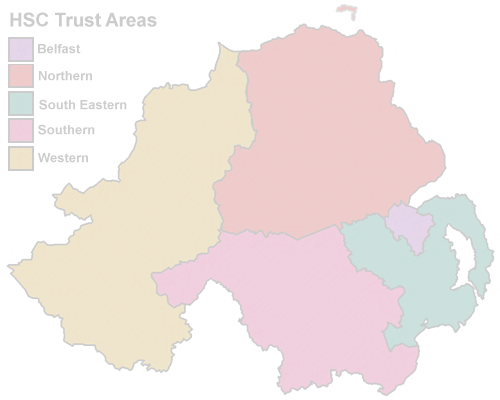 HSC Trust Areas
Belfast
Northern
South Eastern
Southern
Western